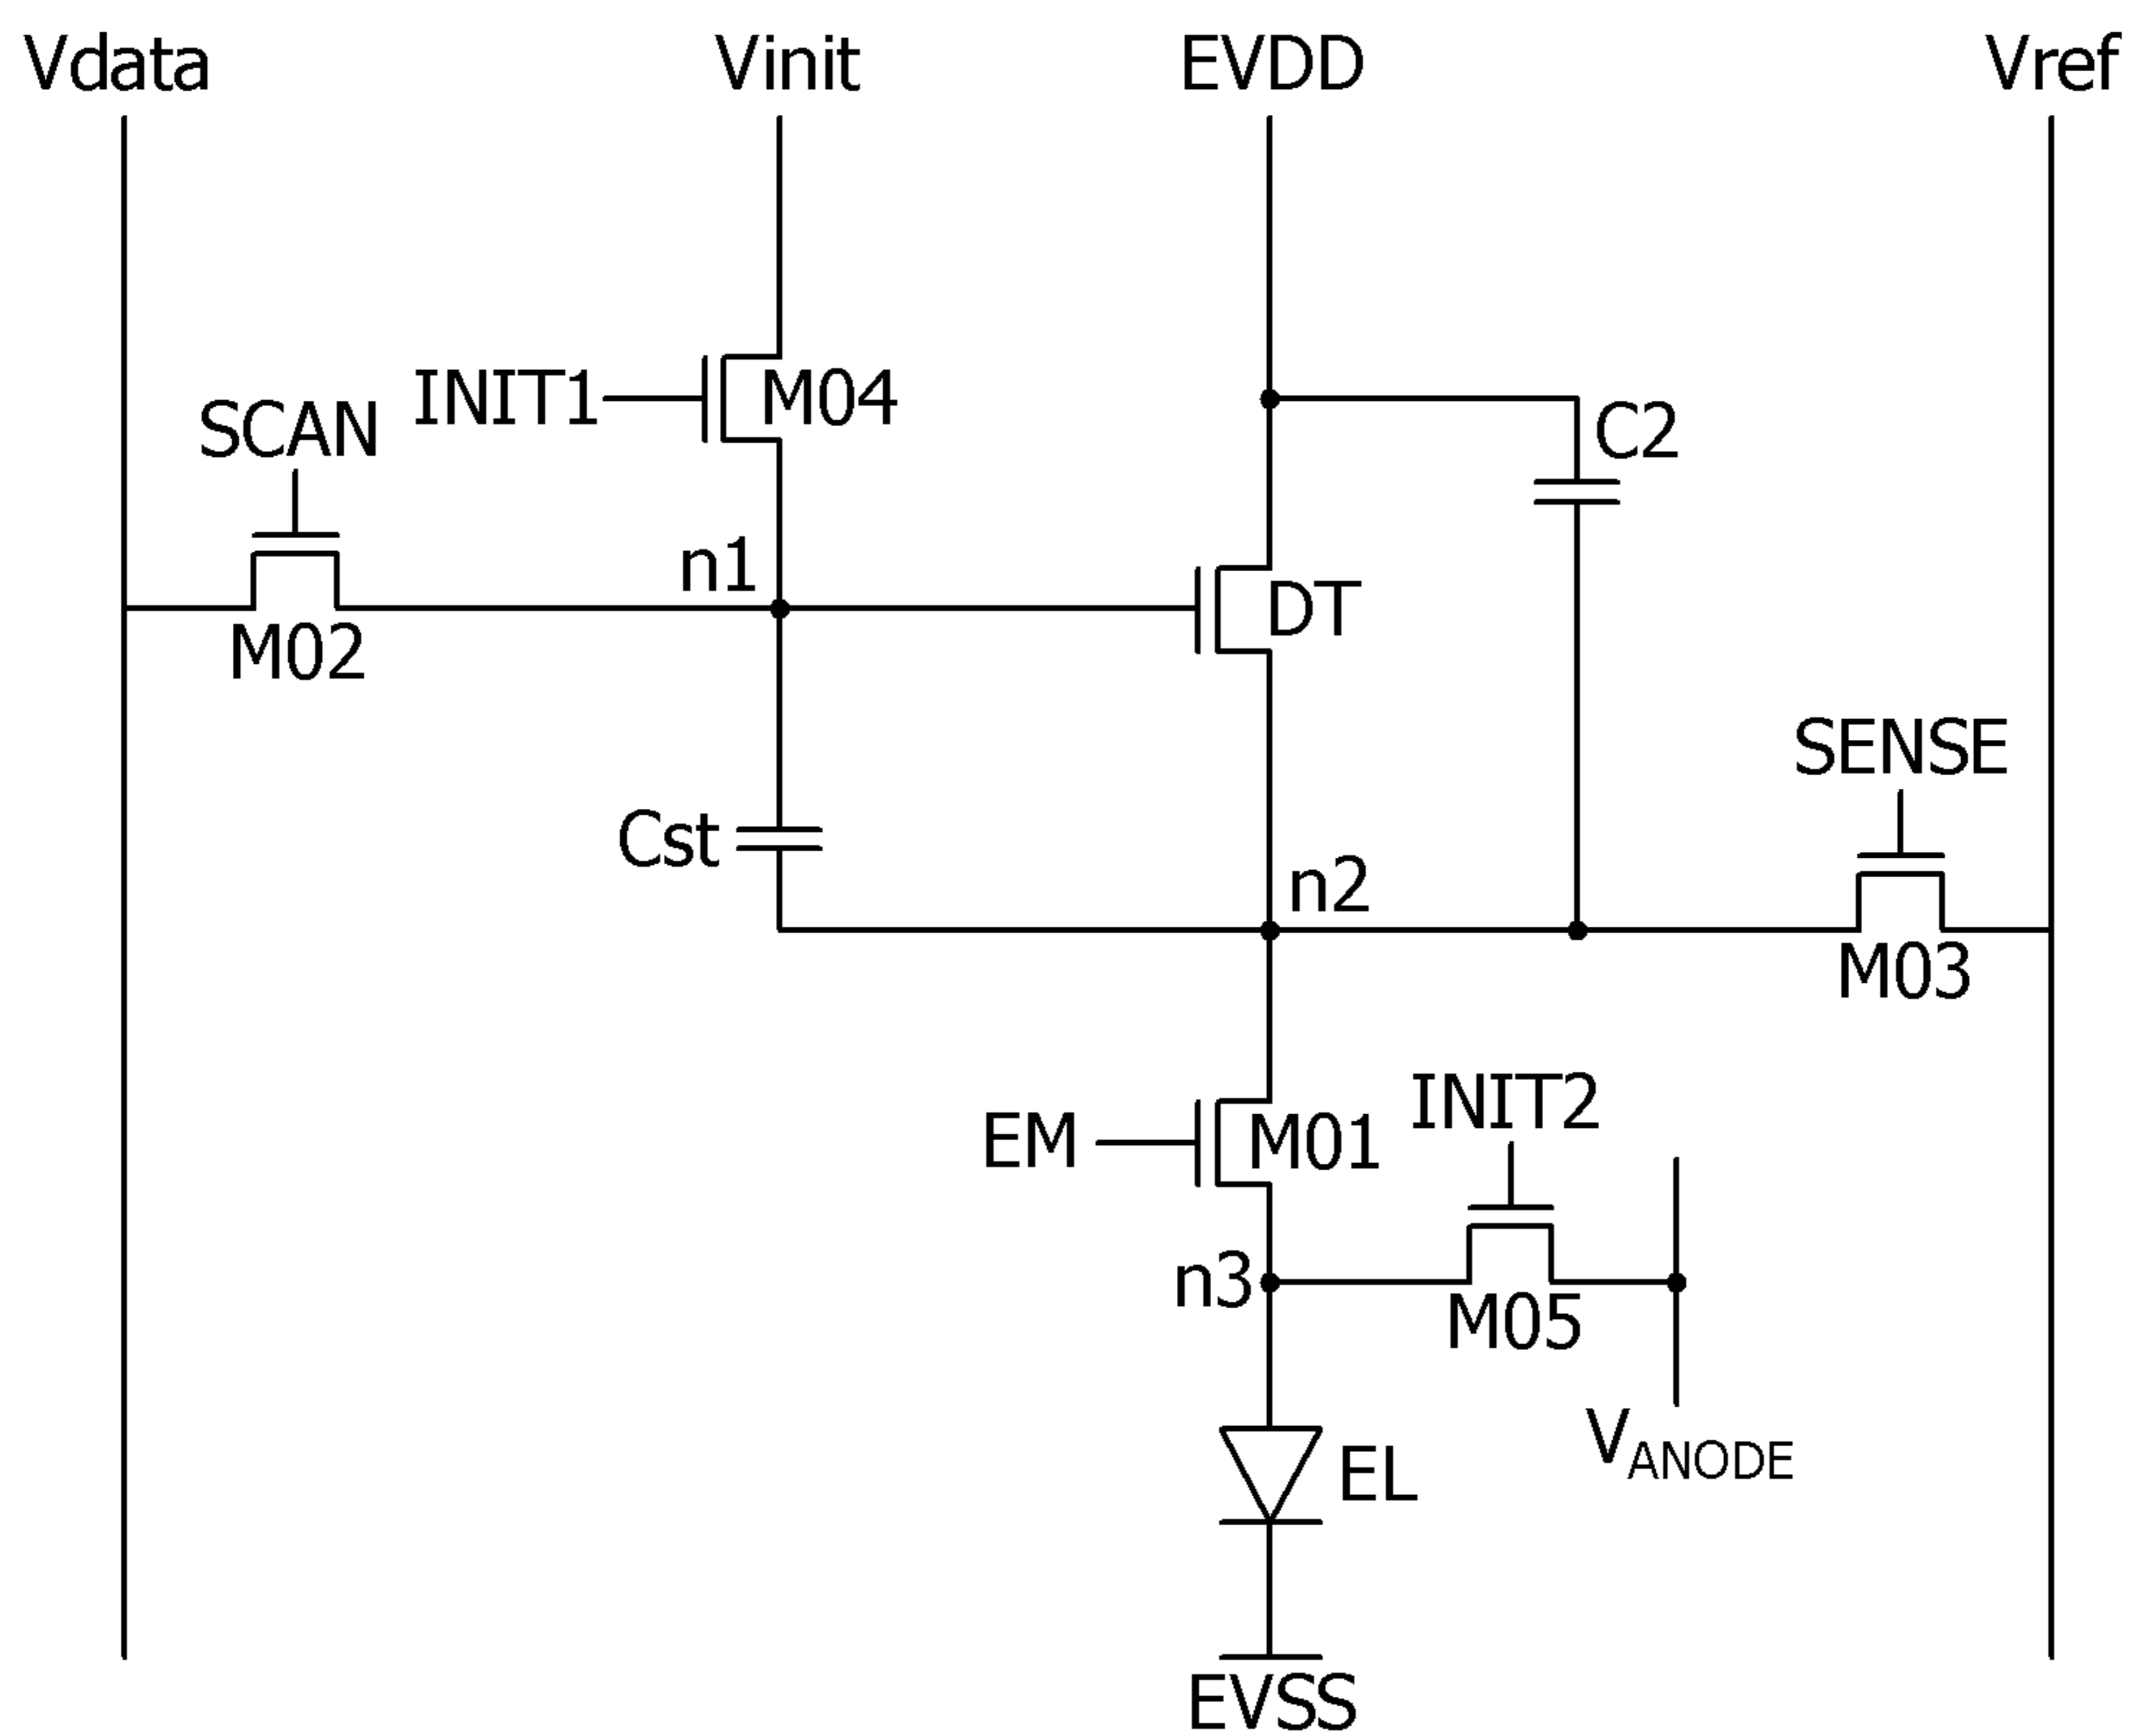 Vdata
Vinit
EVDD
Vref
INIT1
M04
SCAN
C2
n1
DT
M02
SENSE
Cst
n2
M03
INIT2
EM
M01
n3
M05
VANODE
EL
EVSS